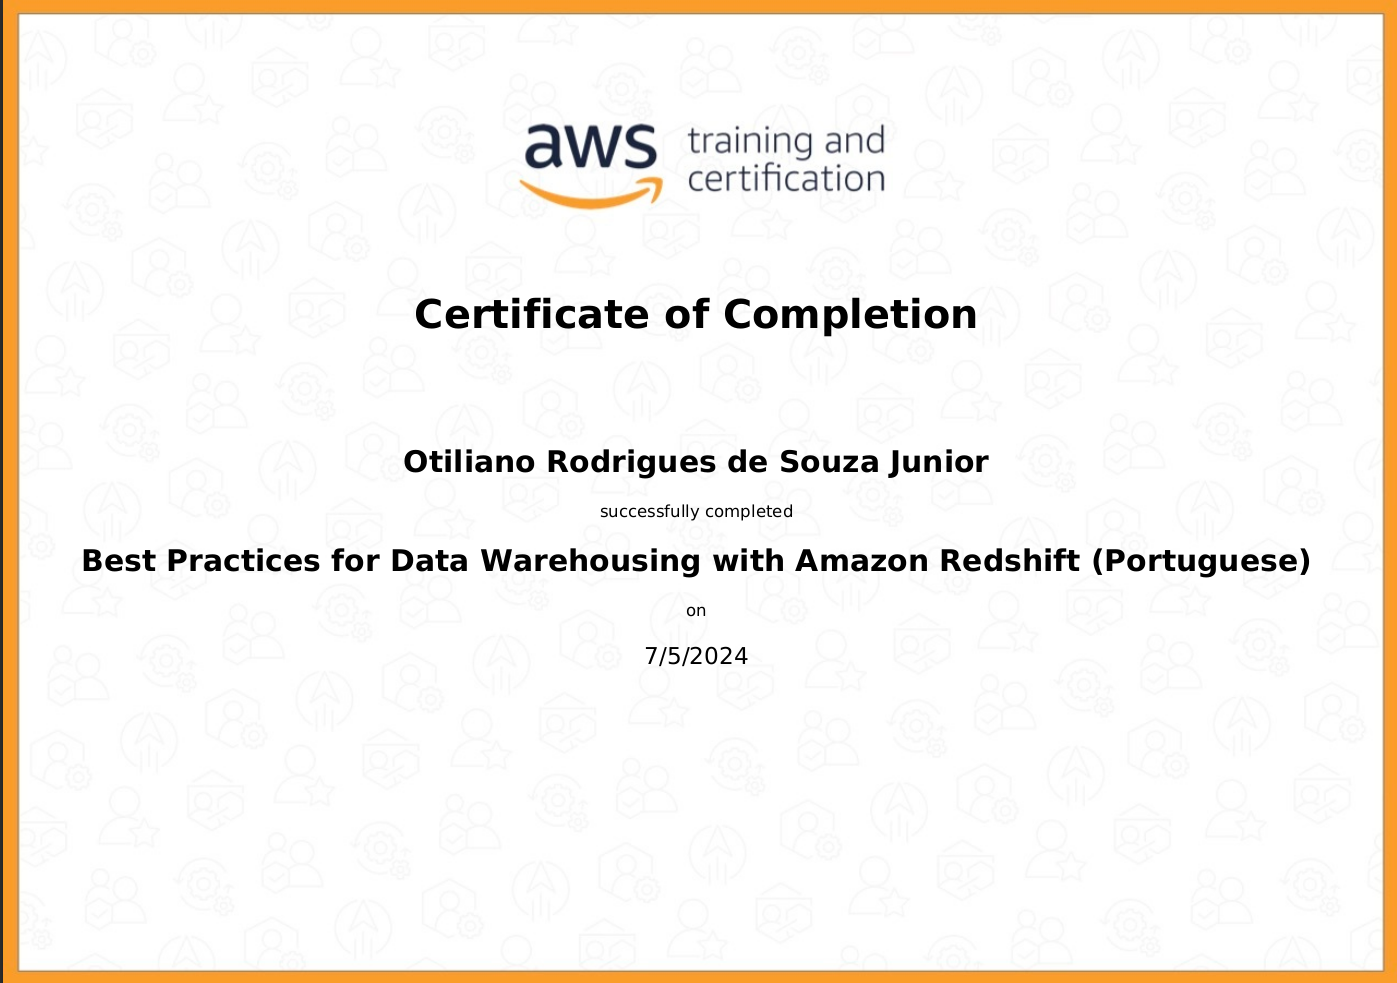 aws training and
certification
Certificate of Completion
Otiliano Rodrigues de Souza Junior
successfully completed
Best Practices for Data Warehousing with Amazon Redshift (Portuguese)
on
7/5/2024